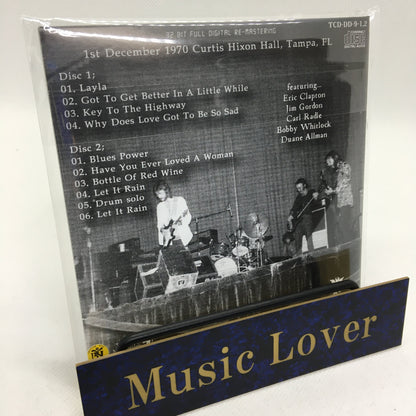 32 BIT FULL DIGITAL RE-MASTERING
TCD-DD-9-1,2
1st December 1970 Curtis Hixon Hall, Tampa, FL
Disc 1;
01. Layla
02. Got To Get Better In A Little While
03. Key To The Highway
04. Why Does Love Got To Be So Sad
Disc 2;
01. Blues Power
02. Have You Ever Loved A Woman
03. Bottle Of Red Wine
04. Let It Rain
05. Drum solo
06. Let It Rain
featuring...
Eric Clapton
Jim Gordon
Carl Radle
Bobby Whitlock
Duane Allman
Music Lover